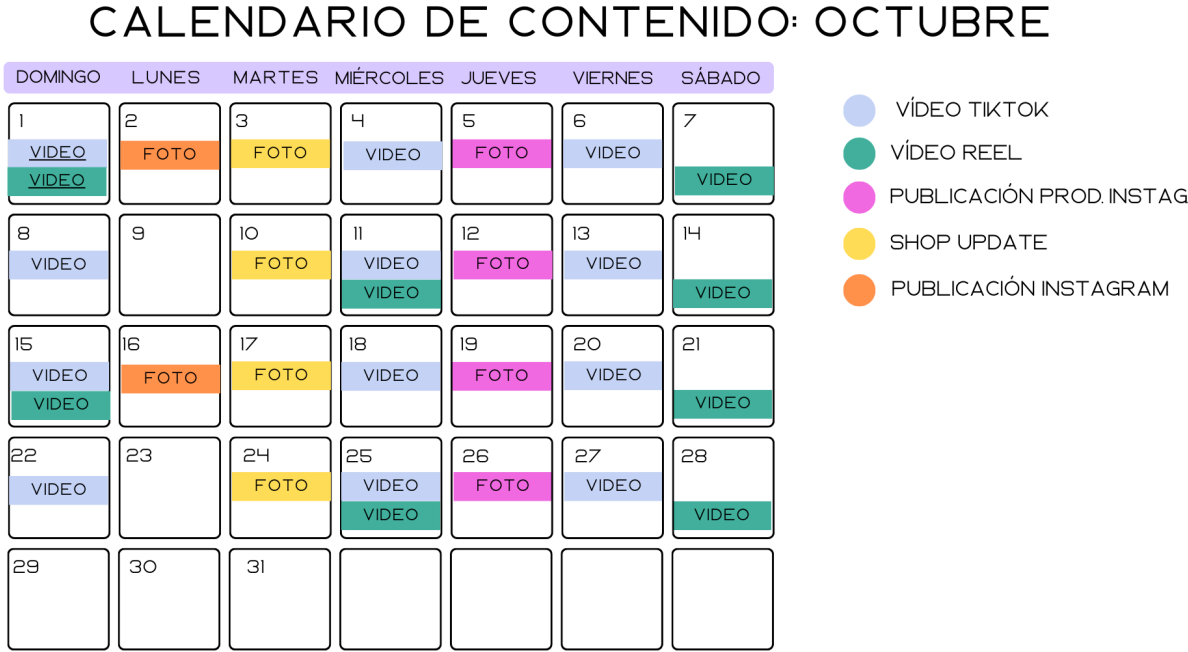 CALENDARIO DE CONTENIDO: OCTUBRE
DOMINGO LUNES MARTES MIÉRCOLES JUEVES VIERNES SÁBADO
1 2 3 4 5 6 7
VIDEO FOTO FOTO VIDEO FOTO VIDEO
VIDEO VIDEO
8 9 10 11 12 13 14
VIDEO FOTO VIDEO FOTO VIDEO
VIDEO VIDEO
15 16 17 18 19 20 21
VIDEO FOTO FOTO VIDEO FOTO VIDEO
VIDEO VIDEO
22 23 24 25 26 27 28
VIDEO FOTO VIDEO FOTO VIDEO
VIDEO VIDEO
29 30 31
VÍDEO TIKTOK
VÍDEO REEL
PUBLICACIÓN PROD. INSTAG
SHOP UPDATE
PUBLICACIÓN INSTAGRAM